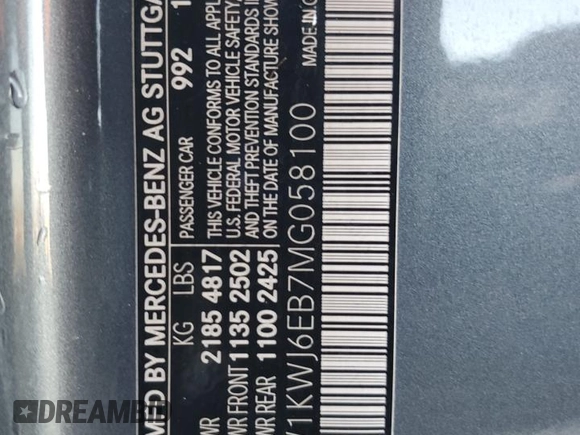 MFD BY MERCEDES-BENZ AG STUTTGA
KG LBS PASSENGER CAR 992
WR 2185 4817 THIS VEHICLE CONFORMS TO ALL APPL
WR FRONT 1135 2502 U.S. FEDERAL MOTOR VEHICLE SAFETY,
WR REAR 1100 2425 AND THEFT PREVENTION STANDARDS
ON THE DATE OF MANUFACTURE SHOW
1KWJ6EB7MG058100 MADE IN
DREAMBID